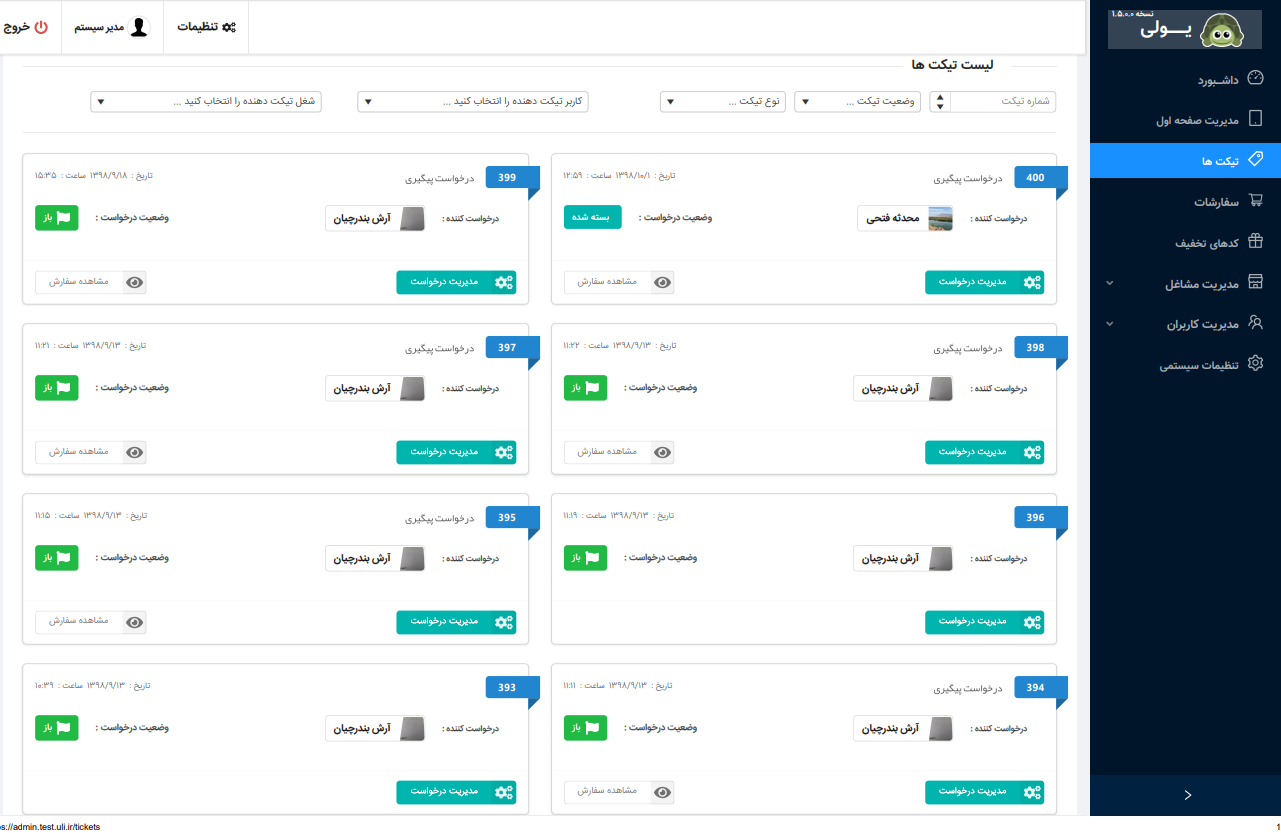 نسخه ۱.۵.۰.۰
یــولی
داشـبورد
مدیریت صفحه اول
تیکت ها
سفارشات
کدهای تخفیف
مدیریت مشاغل
مدیریت کاربران
تنظیمات سیستمی
تنظیمات
مدیر سیستم
خروج
لیست تیکت ها
شماره تیکت
وضعیت تیکت ...
نوع تیکت ...
کاربر تیکت دهنده را انتخاب کنید ...
شغل تیکت دهنده را انتخاب کنید ...
400 درخواست پیگیری تاریخ : ۱۳۹۸/۱۰/۱ ساعت : ۱۲:۵۹
درخواست کننده : محدثه فتحی وضعیت درخواست : بسته شده
مدیریت درخواست مشاهده سفارش
399 درخواست پیگیری تاریخ : ۱۳۹۸/۹/۱۸ ساعت : ۱۵:۳۵
درخواست کننده : آرش بندرچیان وضعیت درخواست : باز
مدیریت درخواست مشاهده سفارش
398 درخواست پیگیری تاریخ : ۱۳۹۸/۹/۱۳ ساعت : ۱۱:۲۲
درخواست کننده : آرش بندرچیان وضعیت درخواست : باز
مدیریت درخواست مشاهده سفارش
397 درخواست پیگیری تاریخ : ۱۳۹۸/۹/۱۳ ساعت : ۱۱:۲۱
درخواست کننده : آرش بندرچیان وضعیت درخواست : باز
مدیریت درخواست مشاهده سفارش
396 تاریخ : ۱۳۹۸/۹/۱۳ ساعت : ۱۱:۱۹
درخواست کننده : آرش بندرچیان وضعیت درخواست : باز
مدیریت درخواست
395 درخواست پیگیری تاریخ : ۱۳۹۸/۹/۱۳ ساعت : ۱۱:۱۵
درخواست کننده : آرش بندرچیان وضعیت درخواست : باز
مدیریت درخواست مشاهده سفارش
394 درخواست پیگیری تاریخ : ۱۳۹۸/۹/۱۳ ساعت : ۱۱:۱۱
درخواست کننده : آرش بندرچیان وضعیت درخواست : باز
مدیریت درخواست مشاهده سفارش
393 تاریخ : ۱۳۹۸/۹/۱۳ ساعت : ۱۰:۳۹
درخواست کننده : آرش بندرچیان وضعیت درخواست : باز
مدیریت درخواست
s://admin.test.uli.ir/tickets
1